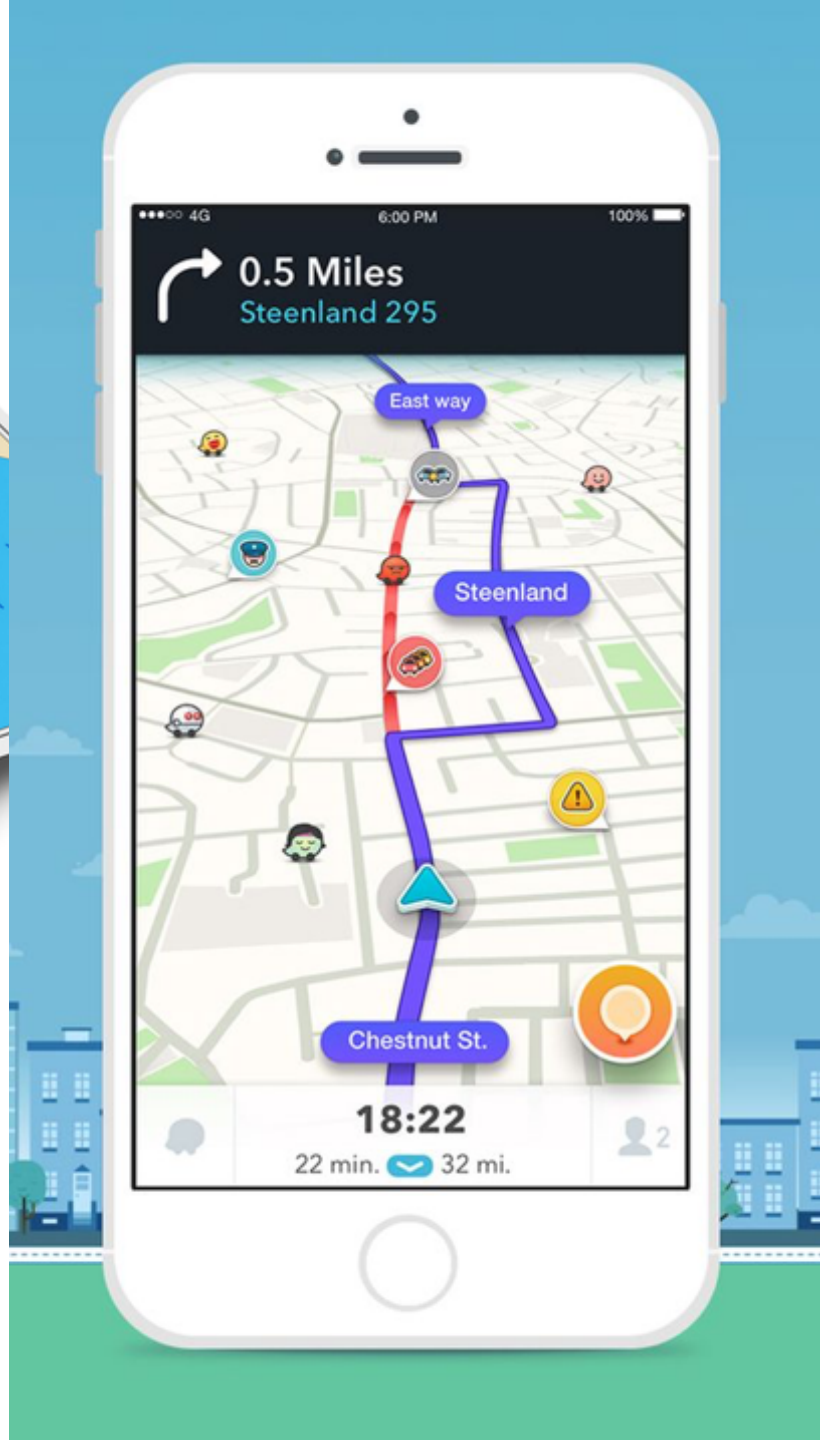 4G 6:00 PM 100%
0.5 Miles
Steenland 295
East way
Steenland
Chestnut St.
18:22
2
22 min. 32 mi.